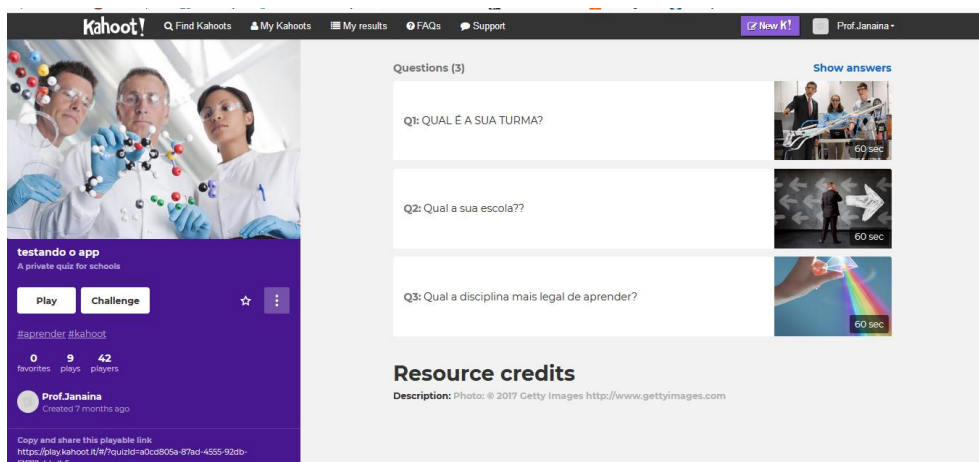 Kahoot! Find Kahoots My Kahoots My results FAQs Support New K! Prof.Janaina
testando o app
A private quiz for schools
Play Challenge
#aprender #kahoot
0 9 42
favorites plays players
Prof.Janaina
Created 7 months ago
Copy and share this playable link
https://play.kahoot.it/#/?quizId=a0cd805a-87ad-4555-92db-
Questions (3) Show answers
Q1: QUAL É A SUA TURMA?
60 sec
Q2: Qual a sua escola??
60 sec
Q3: Qual a disciplina mais legal de aprender?
60 sec
Resource credits
Description: Photo: © 2017 Getty Images http://www.gettyimages.com